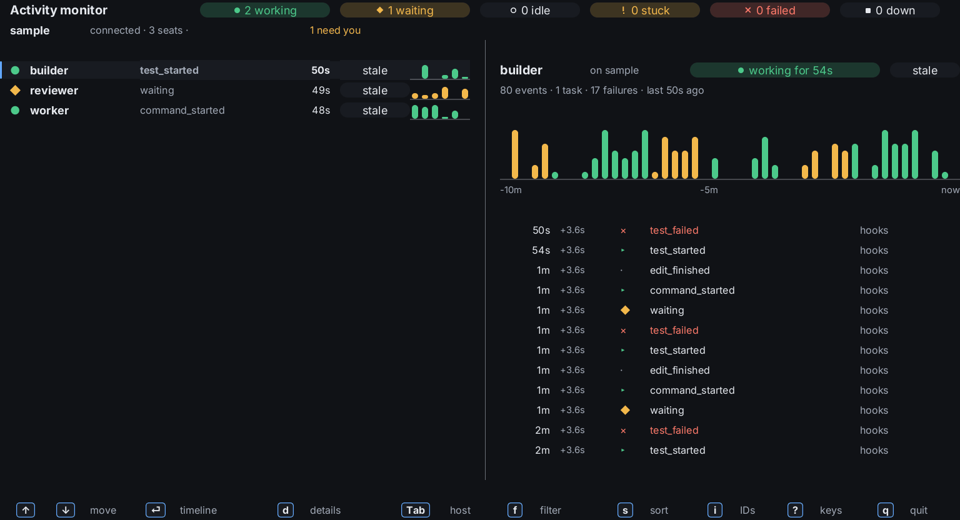 Activity monitor ● 2 working ◆ 1 waiting ○ 0 idle ! 0 stuck × 0 failed ■ 0 down
sample connected · 3 seats · 1 need you
builder test_started 50s stale
reviewer waiting 49s stale
worker command_started 48s stale
builder on sample ● working for 54s stale
80 events · 1 task · 17 failures · last 50s ago
-10m -5m now
50s +3.6s × test_failed hooks
54s +3.6s ▸ test_started hooks
1m +3.6s · edit_finished hooks
1m +3.6s ▸ command_started hooks
1m +3.6s ◆ waiting hooks
1m +3.6s × test_failed hooks
1m +3.6s ▸ test_started hooks
1m +3.6s · edit_finished hooks
1m +3.6s ▸ command_started hooks
1m +3.6s ◆ waiting hooks
2m +3.6s × test_failed hooks
2m +3.6s ▸ test_started hooks
↑ ↓ move ↵ timeline d details Tab host f filter s sort i IDs ? keys q quit